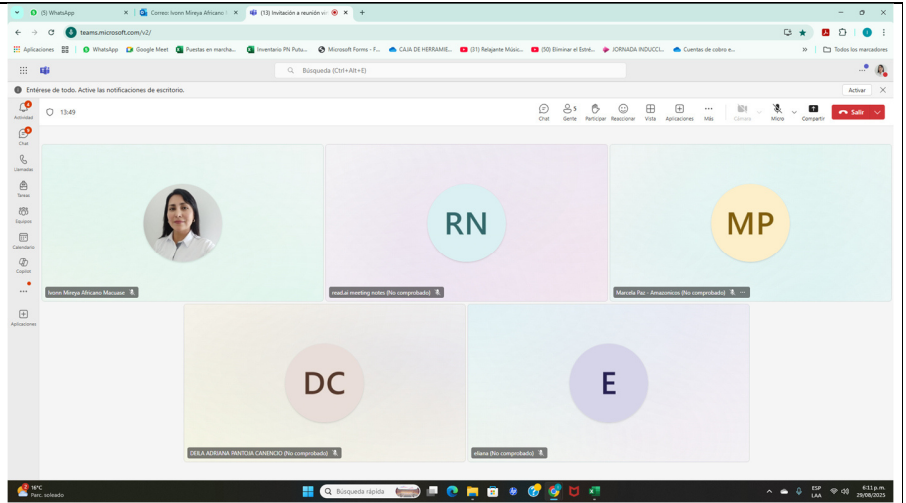 (5) WhatsApp
Correo: Ivonn Mireya Africano
(13) Invitación a reunión vir
teams.microsoft.com/v2/
Aplicaciones
WhatsApp
Google Meet
Puestas en marcha...
Inventario PN Putu...
Microsoft Forms - F...
CAJA DE HERRAMIE...
(31) Relajante Músic...
(50) Eliminar el Estré...
JORNADA INDUCCI...
Cuentas de cobro e...
Todos los marcadores
Búsqueda (Ctrl+Alt+E)
Entérese de todo. Active las notificaciones de escritorio.
Activar
Actividad
Chat
Llamadas
Tareas
Equipos
Calendario
Copilot
Aplicaciones
13:49
Chat
5
Gente
Participar
Reaccionar
Vista
Aplicaciones
Más
Cámara
Micro
Compartir
Salir
Ivonn Mireya Africano Macuase
RN
read.ai meeting notes (No comprobado)
MP
Marcela Paz - Amazonicos (No comprobado)
DC
DEILA ADRIANA PANTOJA CANENCIO (No comprobado)
E
eliana (No comprobado)
16°C
Parc. soleado
Búsqueda rápida
ESP
LAA
6:11 p.m.
29/08/2025